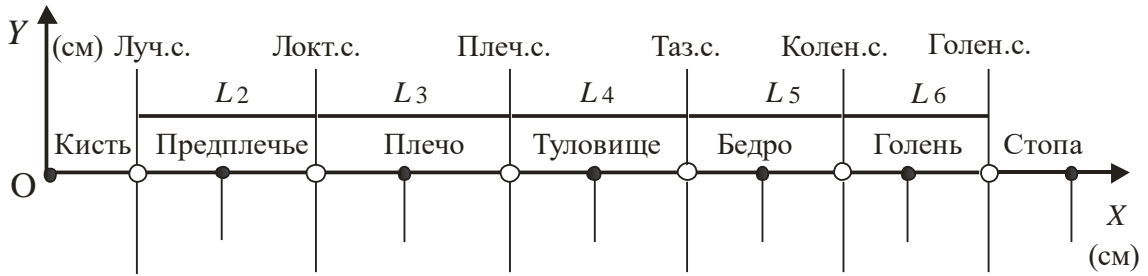 Y (см) Луч.с. Локт.с. Плеч.с. Таз.с. Колен.с. Голен.с.
L2 L3 L4 L5 L6
Кисть Предплечье Плечо Туловище Бедро Голень Стопа
O
X
(см)